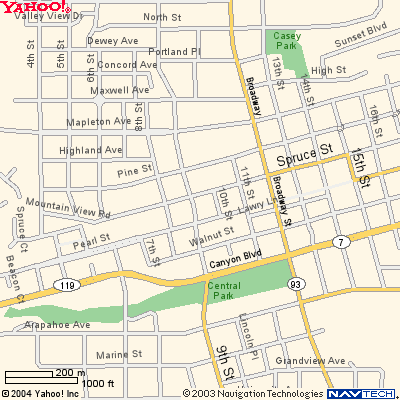 YAHOO!
Valley View Dr
North St
Casey Park
Sunset Blvd
4th St
5th St
6th St
Dewey Ave
Portland Pl
Concord Ave
13th St
High St
Maxwell Ave
Broadway
14th St
8th St
16th St
Mapleton Ave
Highland Ave
Spruce St
15th St
Pine St
11th St
10th St
Broadway St
Lawry Ln
Mountain View Rd
Spruce Ct
Pearl St
Walnut St
7th St
7
Canyon Blvd
Beacon Ct
119
Central Park
93
Arapahoe Ave
Lincoln Pl
9th St
Marine St
Grandview Ave
200 m
1000 ft
©2004 Yahoo! Inc
©2003 Navigation Technologies
NAVTECH